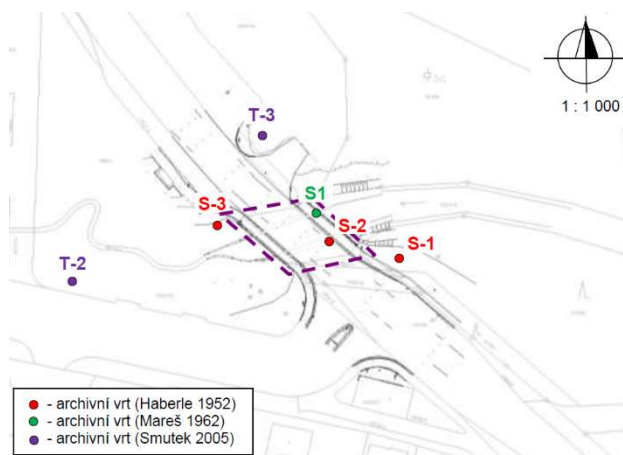 T-3
1 : 1 000
S-3
S1
S-2
S-1
T-2
- archivní vrt (Haberle 1952)
- archivní vrt (Mareš 1962)
- archivní vrt (Smutek 2005)